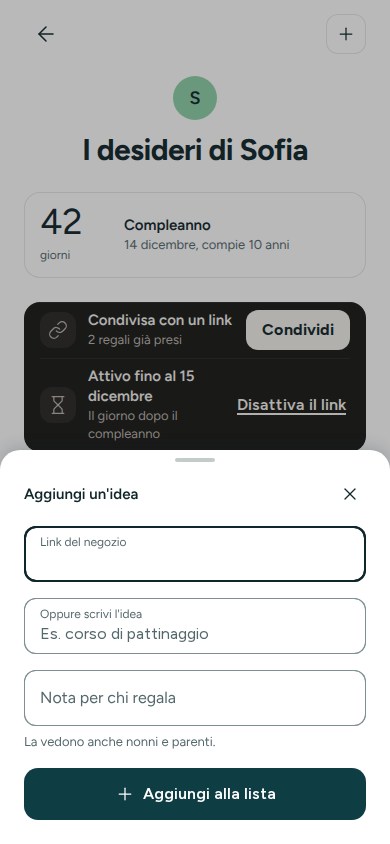 S
I desideri di Sofia
42
giorni
Compleanno
14 dicembre, compie 10 anni
Condivisa con un link
2 regali già presi
Condividi
Attivo fino al 15
dicembre
Il giorno dopo il
compleanno
Disattiva il link
Aggiungi un'idea
Link del negozio
Oppure scrivi l'idea
Es. corso di pattinaggio
Nota per chi regala
La vedono anche nonni e parenti.
Aggiungi alla lista